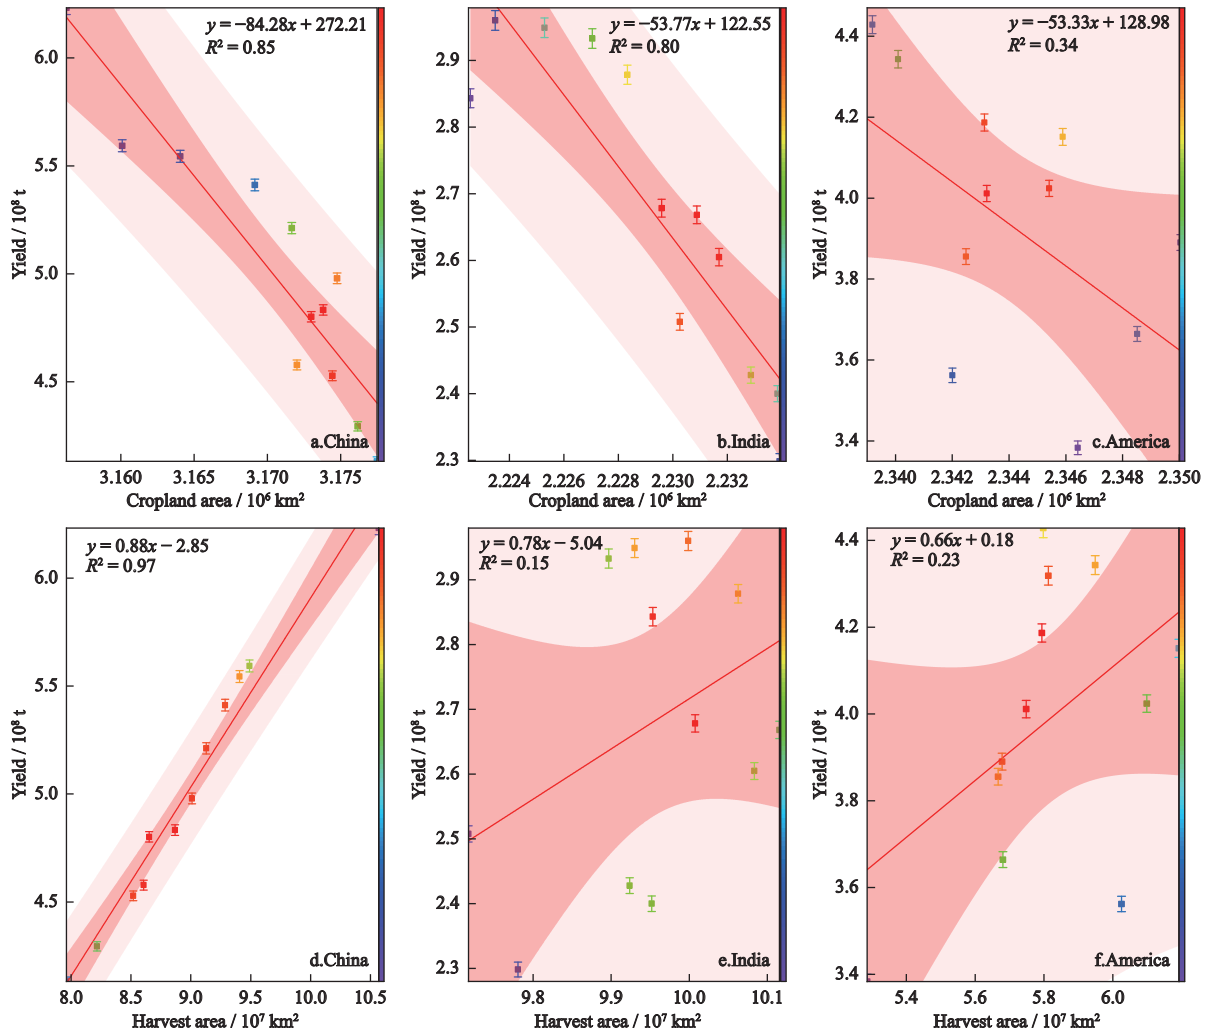 y = −84.28x + 272.21
R² = 0.85
6.0
5.5
5.0
4.5
Yield / 10⁸ t
a.China
3.160
3.165
3.170
3.175
Cropland area / 10⁶ km²
y = −53.77x + 122.55
R² = 0.80
2.9
2.8
2.7
2.6
2.5
2.4
2.3
Yield / 10⁸ t
b.India
2.224
2.226
2.228
2.230
2.232
Cropland area / 10⁶ km²
y = −53.33x + 128.98
R² = 0.34
4.4
4.2
4.0
3.8
3.6
3.4
Yield / 10⁸ t
c.America
2.340
2.342
2.344
2.346
2.348
2.350
Cropland area / 10⁶ km²
y = 0.88x − 2.85
R² = 0.97
6.0
5.5
5.0
4.5
Yield / 10⁸ t
d.China
8.0
8.5
9.0
9.5
10.0
10.5
Harvest area / 10⁷ km²
y = 0.78x − 5.04
R² = 0.15
2.9
2.8
2.7
2.6
2.5
2.4
2.3
Yield / 10⁸ t
e.India
9.8
9.9
10.0
10.1
Harvest area / 10⁷ km²
y = 0.66x + 0.18
R² = 0.23
4.4
4.2
4.0
3.8
3.6
3.4
Yield / 10⁸ t
f.America
5.4
5.6
5.8
6.0
Harvest area / 10⁷ km²